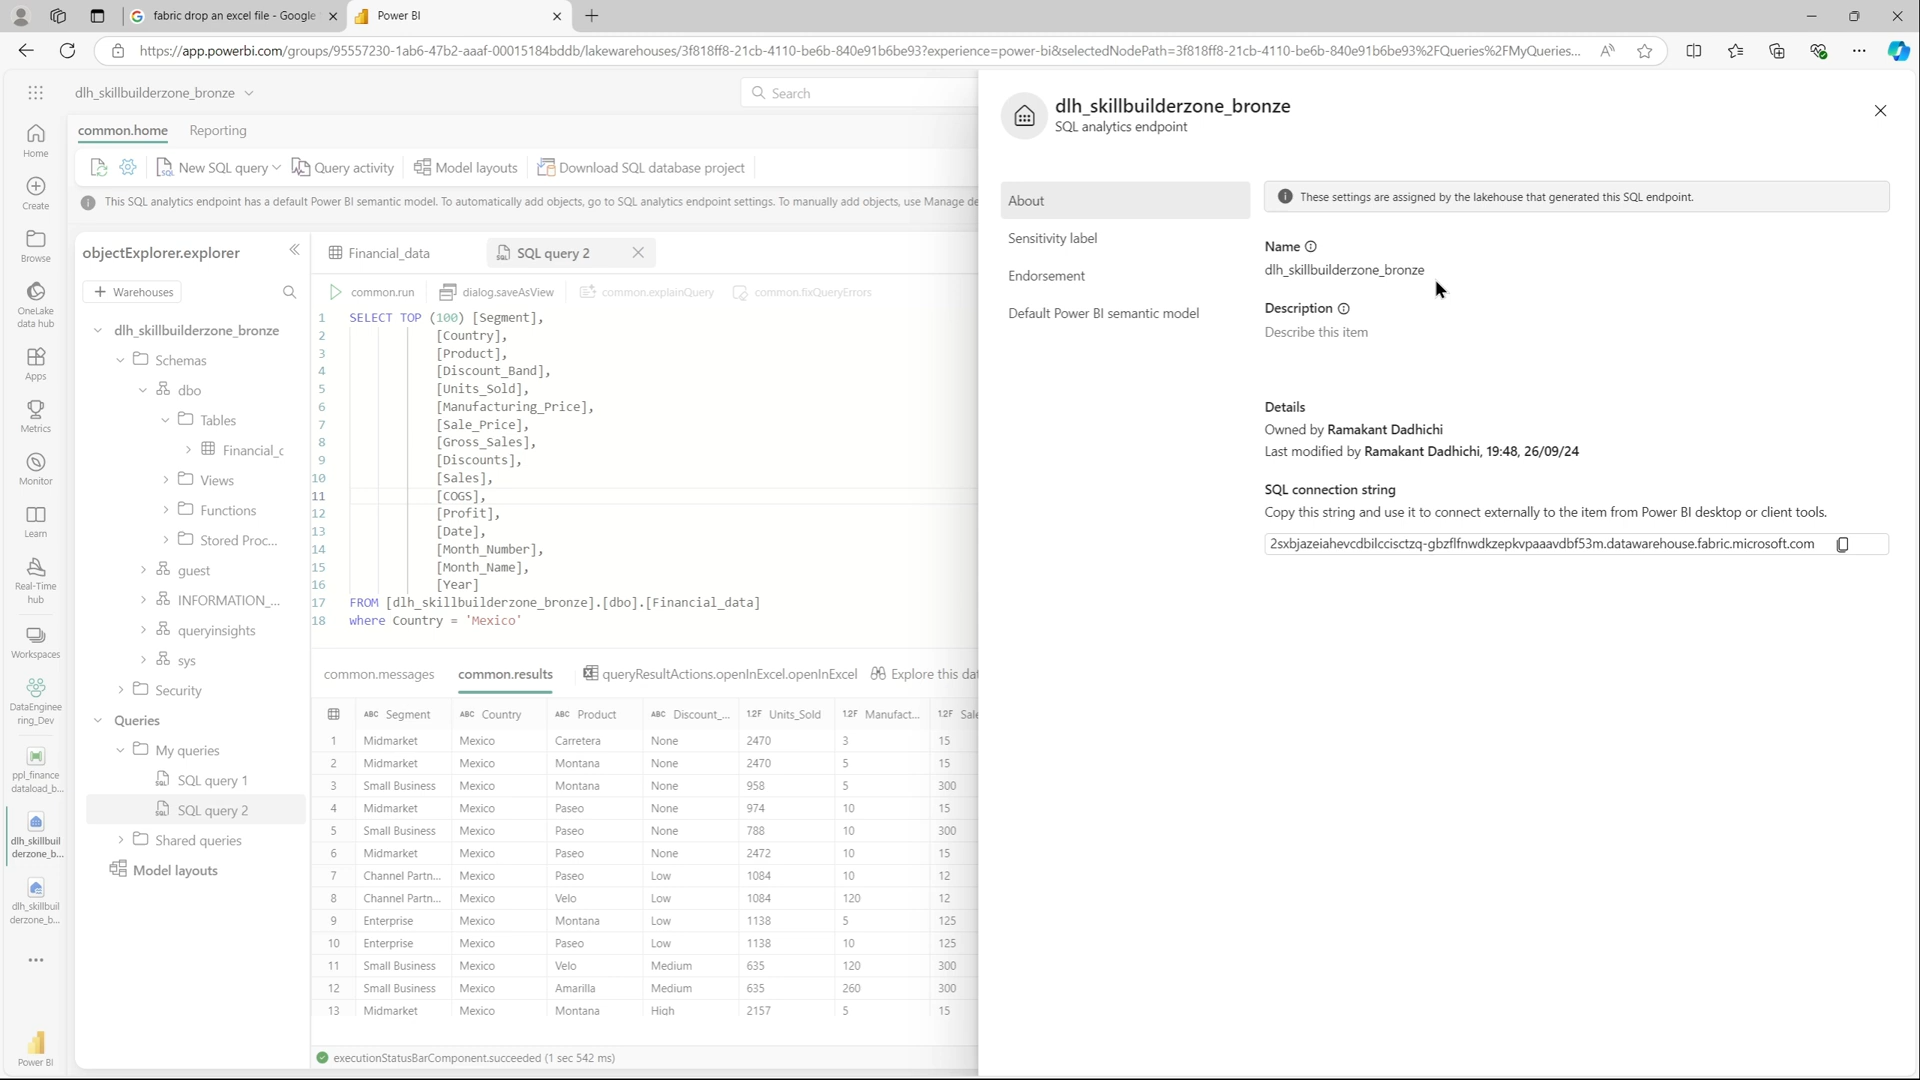 fabric drop an excel file - Google
Power BI
https://app.powerbi.com/groups/95557230-1ab6-47b2-aaaf-00015184bddb/lakewarehouses/3f818ff8-21cb-4110-be6b-840e91b6be93?experience=power-bi&selectedNodePath=3f818ff8-21cb-4110-be6b-840e91b6be93%2FQueries%2FMyQueries...
dlh_skillbuilderzone_bronze
Search
common.home Reporting
New SQL query Query activity Model layouts Download SQL database project
This SQL analytics endpoint has a default Power BI semantic model. To automatically add objects, go to SQL analytics endpoint settings. To manually add objects, use Manage de
Home
Create
Browse
OneLake
data hub
Apps
Metrics
Monitor
Learn
Real-Time
hub
Workspaces
DataEnginee
ring_Dev
ppl_finance
dataload_b...
dlh_skillbuil
derzone_b...
dlh_skillbuil
derzone_b...
...
Power BI
objectExplorer.explorer
+ Warehouses
dlh_skillbuilderzone_bronze
Schemas
dbo
Tables
Financial_c
Views
Functions
Stored Proc...
guest
INFORMATION_...
queryinsights
sys
Security
Queries
My queries
SQL query 1
SQL query 2
Shared queries
Model layouts
Financial_data SQL query 2
common.run dialog.saveAsView common.explainQuery common.fixQueryErrors
1 SELECT TOP (100) [Segment],
2 [Country],
3 [Product],
4 [Discount_Band],
5 [Units_Sold],
6 [Manufacturing_Price],
7 [Sale_Price],
8 [Gross_Sales],
9 [Discounts],
10 [Sales],
11 [COGS],
12 [Profit],
13 [Date],
14 [Month_Number],
15 [Month_Name],
16 [Year]
17 FROM [dlh_skillbuilderzone_bronze].[dbo].[Financial_data]
18 where Country = 'Mexico'
common.messages common.results queryResultActions.openInExcel.openInExcel Explore this dat
ABC Segment ABC Country ABC Product ABC Discount_... 1.2F Units_Sold 1.2F Manufact... 1.2F Sale
1 Midmarket Mexico Carretera None 2470 3 15
2 Midmarket Mexico Montana None 2470 5 15
3 Small Business Mexico Montana None 958 5 300
4 Midmarket Mexico Paseo None 974 10 15
5 Small Business Mexico Paseo None 788 10 300
6 Midmarket Mexico Paseo None 2472 10 15
7 Channel Partn... Mexico Paseo Low 1084 10 12
8 Channel Partn... Mexico Velo Low 1084 120 12
9 Enterprise Mexico Montana Low 1138 5 125
10 Enterprise Mexico Paseo Low 1138 10 125
11 Small Business Mexico Velo Medium 635 120 300
12 Small Business Mexico Amarilla Medium 635 260 300
13 Midmarket Mexico Montana High 2157 5 15
executionStatusBarComponent.succeeded (1 sec 542 ms)
dlh_skillbuilderzone_bronze
SQL analytics endpoint
About
Sensitivity label
Endorsement
Default Power BI semantic model
These settings are assigned by the lakehouse that generated this SQL endpoint.
Name
dlh_skillbuilderzone_bronze
Description
Describe this item
Details
Owned by Ramakant Dadhichi
Last modified by Ramakant Dadhichi, 19:48, 26/09/24
SQL connection string
Copy this string and use it to connect externally to the item from Power BI desktop or client tools.
2sxbjazeiahevcdbilccisctzq-gbzflfnwdkzepkvpaaavdbf53m.datawarehouse.fabric.microsoft.com